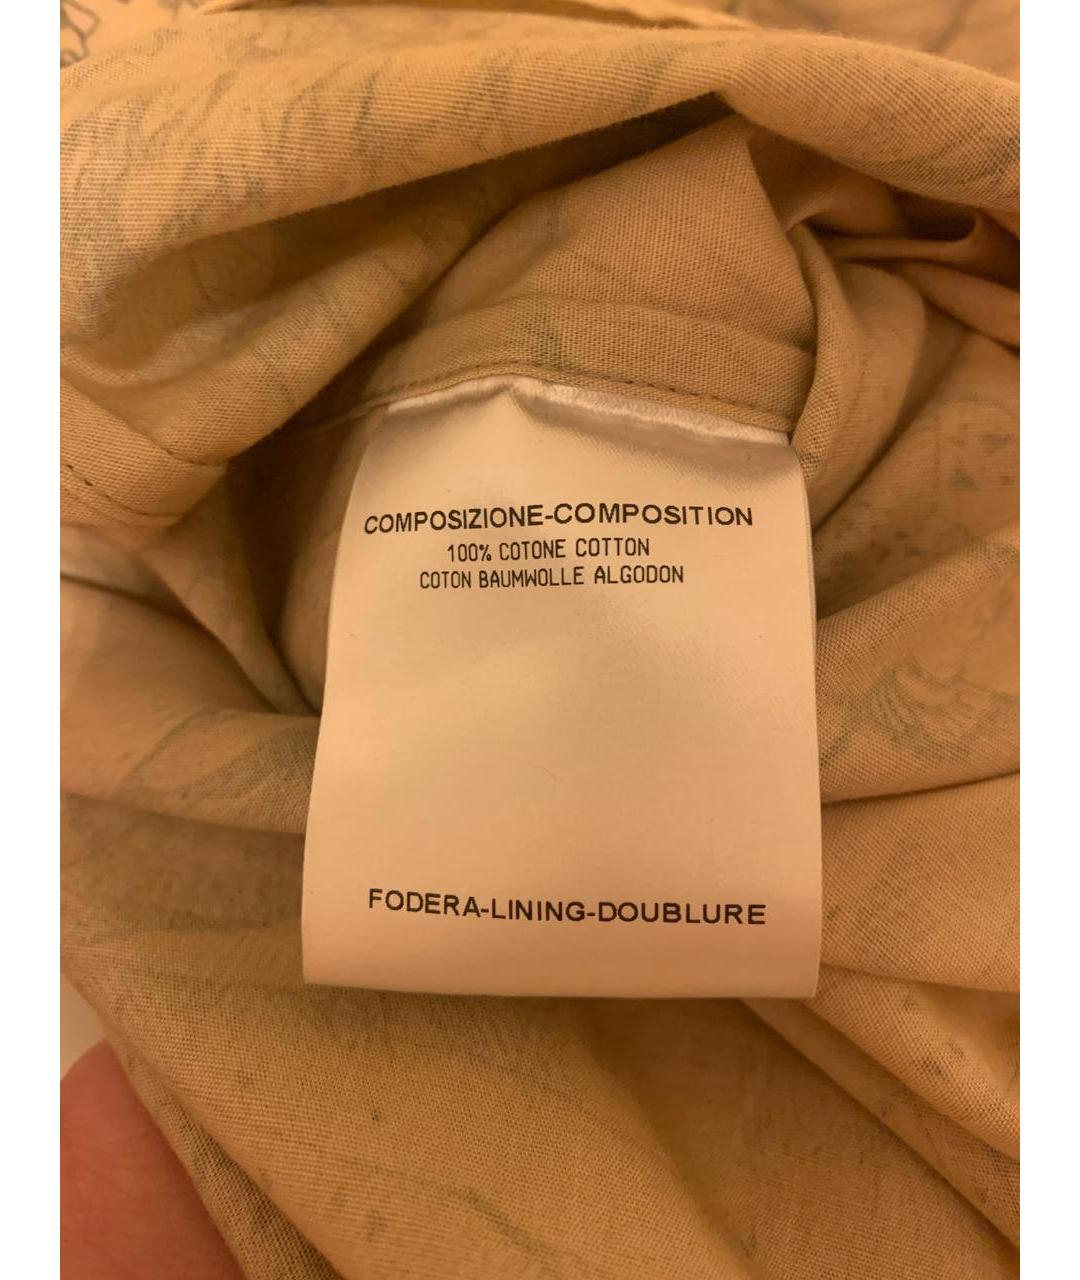 COMPOSIZIONE-COMPOSITION
100% COTONE COTTON
COTON BAUMWOLLE ALGODON
FODERA-LINING-DOUBLURE